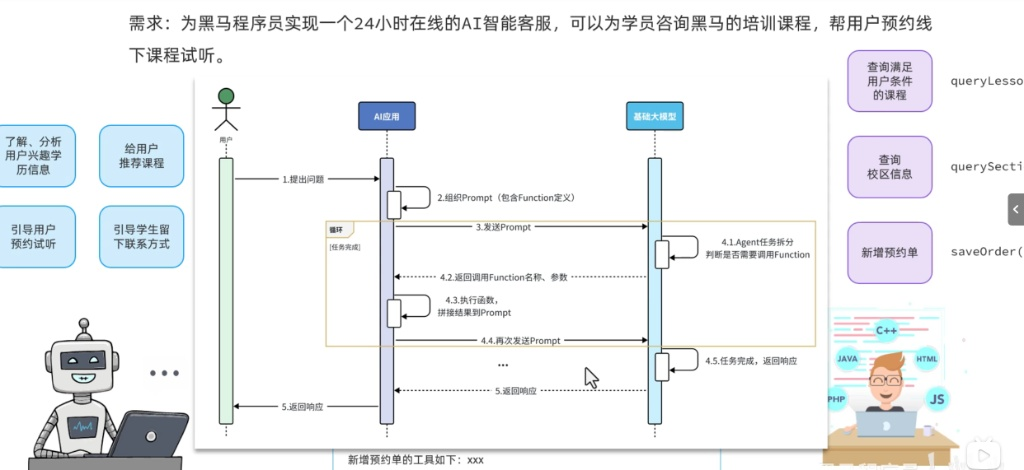 需求：为黑马程序员实现一个24小时在线的AI智能客服，可以为学员咨询黑马的培训课程，帮用户预约线
下课程试听。
了解、分析
用户兴趣学
历信息
给用户
推荐课程
引导用户
预约试听
引导学生留
下联系方式
用户
AI应用
基础大模型
1.提出问题
2.组织Prompt（包含Function定义）
循环
[任务完成]
3.发送Prompt
4.1.Agent任务拆分
判断是否需要调用Function
4.2.返回调用Function名称、参数
4.3.执行函数，
拼接结果到Prompt
4.4.再次发送Prompt
...
4.5.任务完成，返回响应
5.返回响应
5.返回响应
查询满足
用户条件
的课程
queryLesso
查询
校区信息
querySecti
新增预约单
saveOrder(
C++
JAVA
HTML
PHP
JS
新增预约单的工具如下：xxx